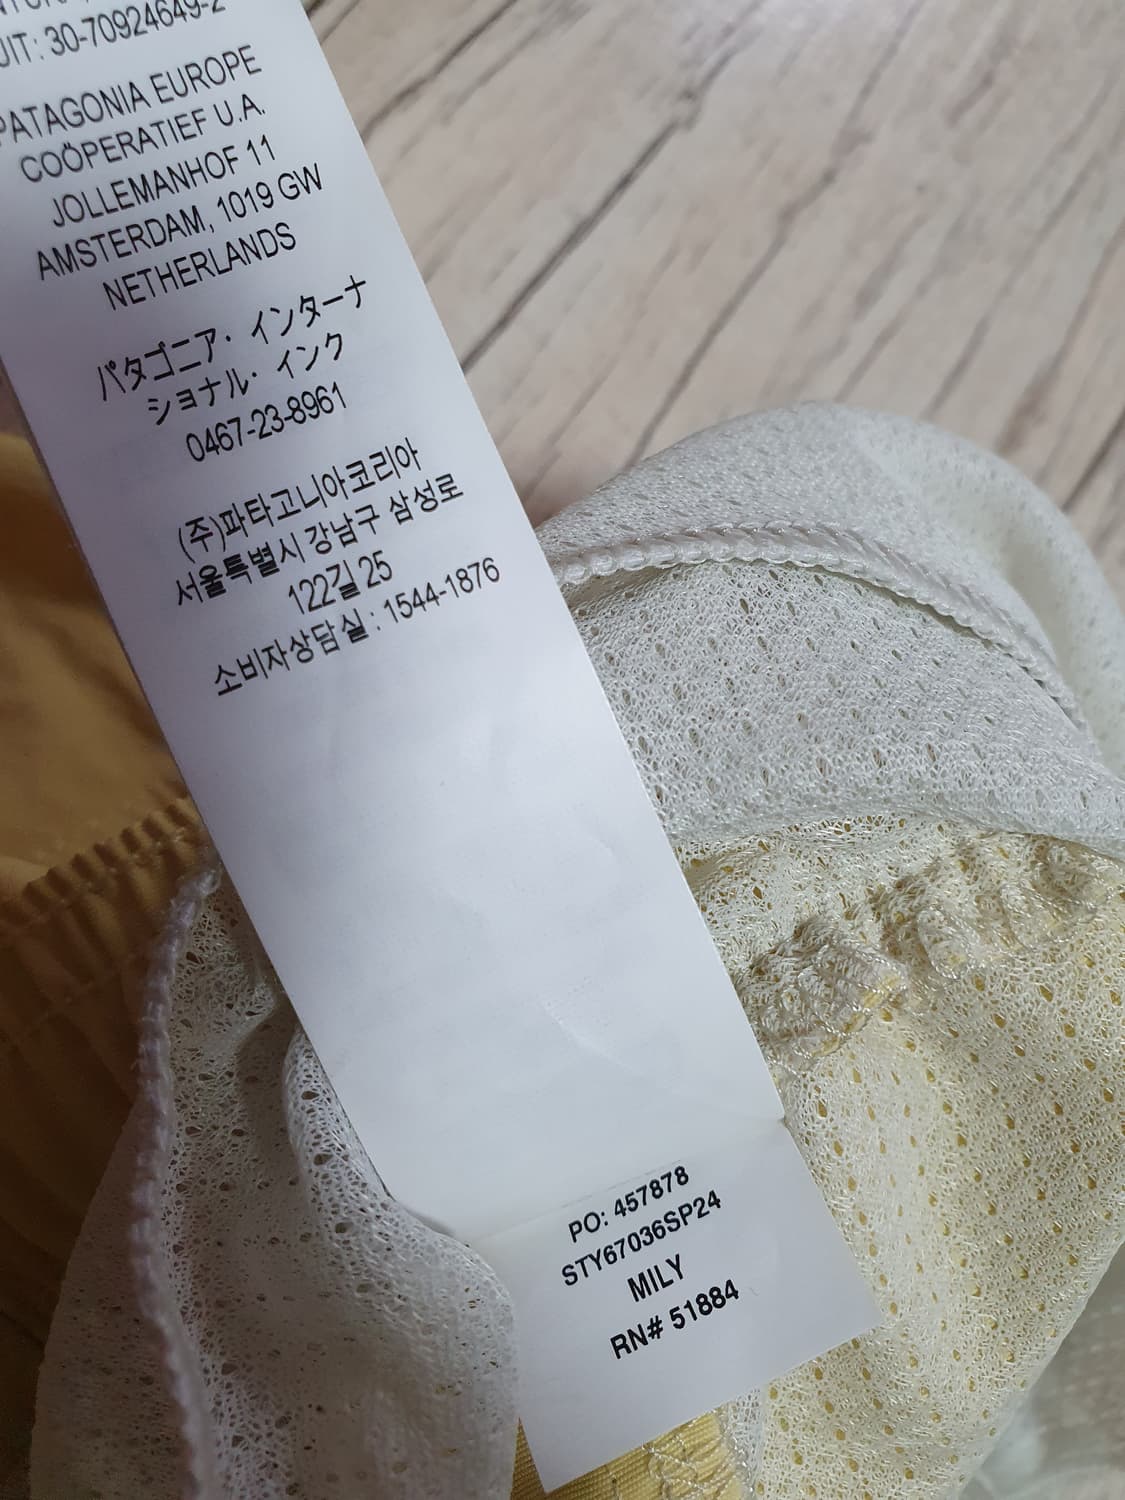 UIT: 30-70924649-2
PATAGONIA EUROPE
COÖPERATIEF U.A.
JOLLEMANHOF 11
AMSTERDAM, 1019 GW
NETHERLANDS
パタゴニア・インターナ
ショナル・インク
0467-23-8961
(주)파타고니아코리아
서울특별시 강남구 삼성로
122길 25
소비자상담실 : 1544-1876
PO: 457878
STY67036SP24
MILY
RN# 51884